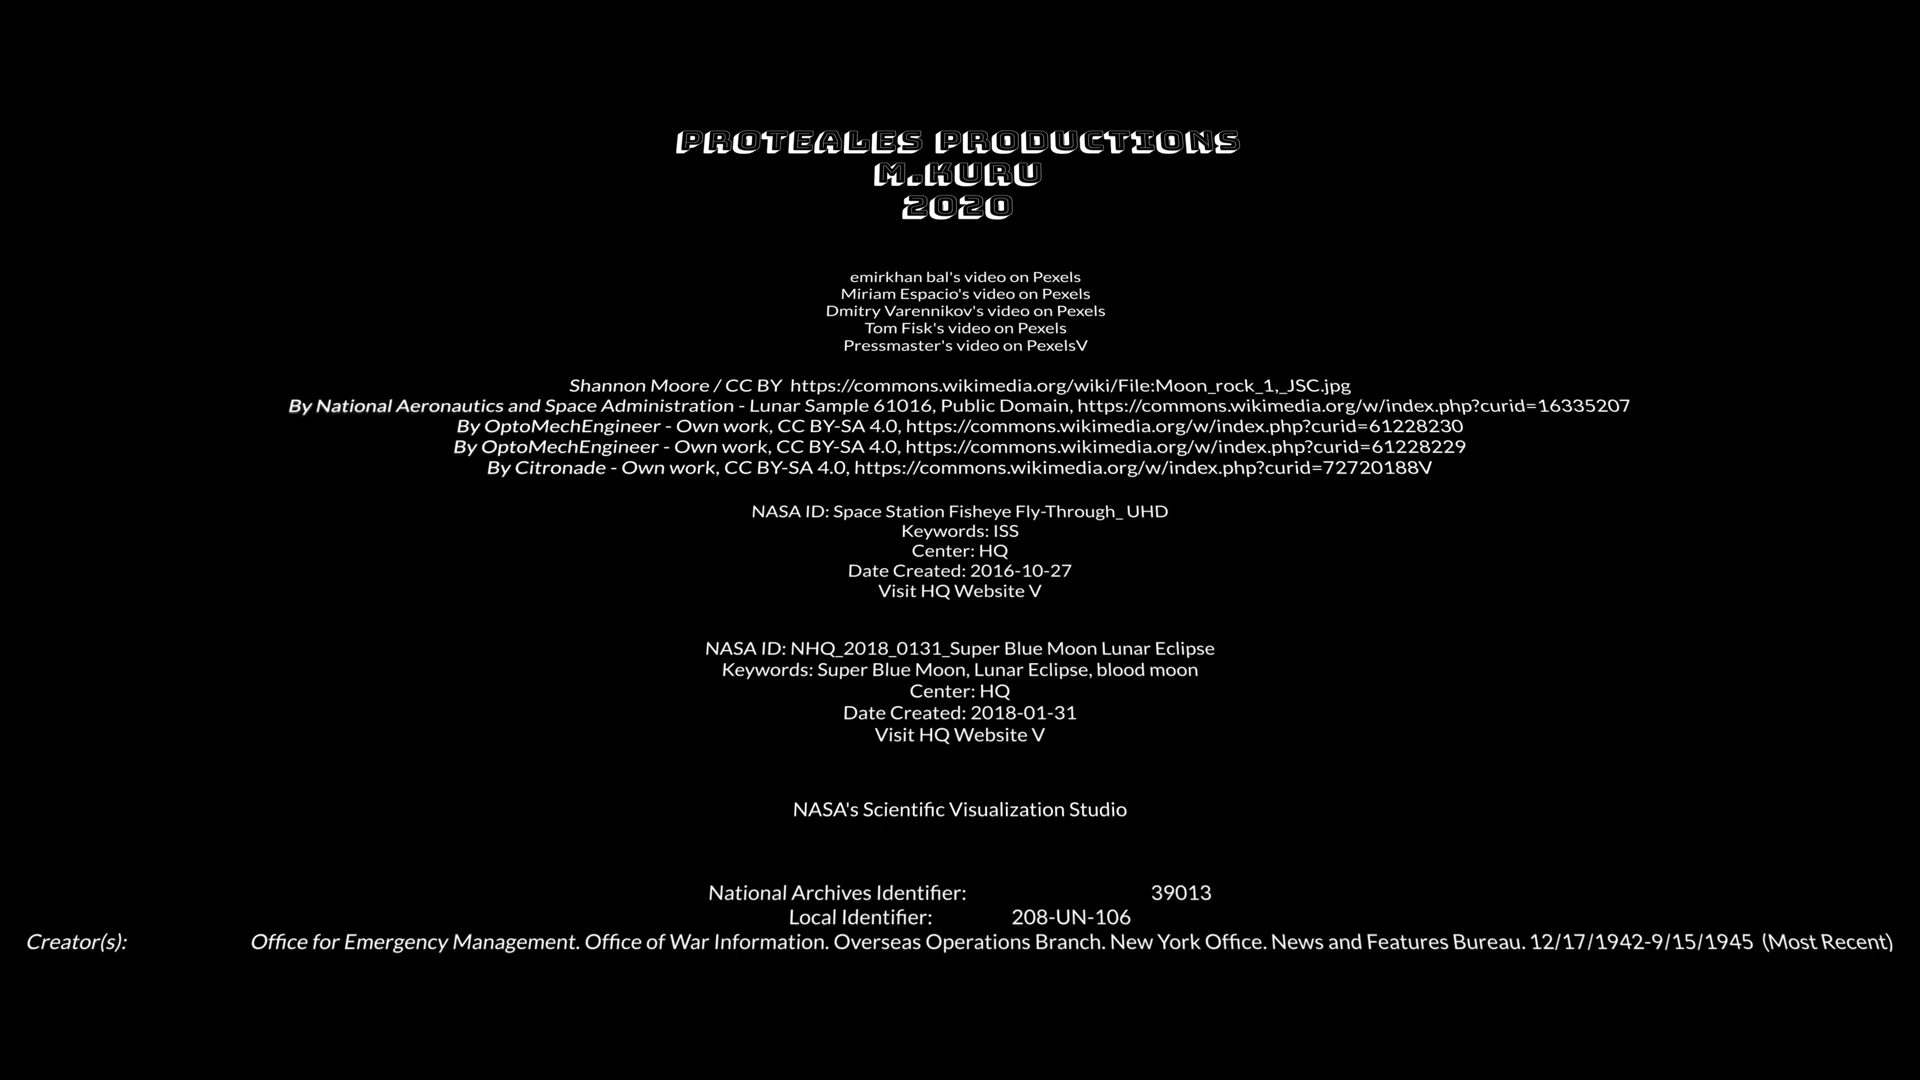 PROTEALES PRODUCTIONS
M.KURU
2020
emirkhan bal's video on Pexels
Miriam Espacio's video on Pexels
Dmitry Varennikov's video on Pexels
Tom Fisk's video on Pexels
Pressmaster's video on PexelsV
Shannon Moore / CC BY  https://commons.wikimedia.org/wiki/File:Moon_rock_1,_JSC.jpg
By National Aeronautics and Space Administration - Lunar Sample 61016, Public Domain, https://commons.wikimedia.org/w/index.php?curid=16335207
By OptoMechEngineer - Own work, CC BY-SA 4.0, https://commons.wikimedia.org/w/index.php?curid=61228230
By OptoMechEngineer - Own work, CC BY-SA 4.0, https://commons.wikimedia.org/w/index.php?curid=61228229
By Citronade - Own work, CC BY-SA 4.0, https://commons.wikimedia.org/w/index.php?curid=72720188V
NASA ID: Space Station Fisheye Fly-Through_ UHD
Keywords: ISS
Center: HQ
Date Created: 2016-10-27
Visit HQ Website V
NASA ID: NHQ_2018_0131_Super Blue Moon Lunar Eclipse
Keywords: Super Blue Moon, Lunar Eclipse, blood moon
Center: HQ
Date Created: 2018-01-31
Visit HQ Website V
NASA's Scientific Visualization Studio
National Archives Identifier: 39013
Local Identifier: 208-UN-106
Creator(s): Office for Emergency Management. Office of War Information. Overseas Operations Branch. New York Office. News and Features Bureau. 12/17/1942-9/15/1945  (Most Recent)